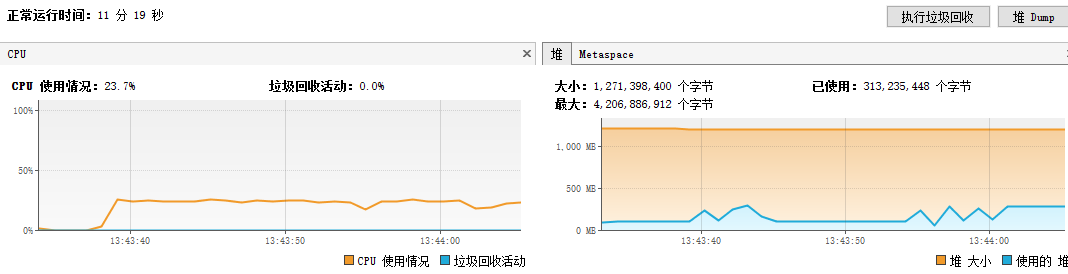 正常运行时间: 11 分 19 秒
执行垃圾回收
堆 Dump
CPU
×
堆
Metaspace
CPU 使用情况: 23.7%
垃圾回收活动: 0.0%
100%
50%
0%
13:43:40
13:43:50
13:44:00
CPU 使用情况
垃圾回收活动
大小: 1,271,398,400 个字节
已使用: 313,235,448 个字节
最大: 4,206,886,912 个字节
1,000 MB
500 MB
0 MB
13:43:40
13:43:50
13:44:00
堆 大小
使用的 堆